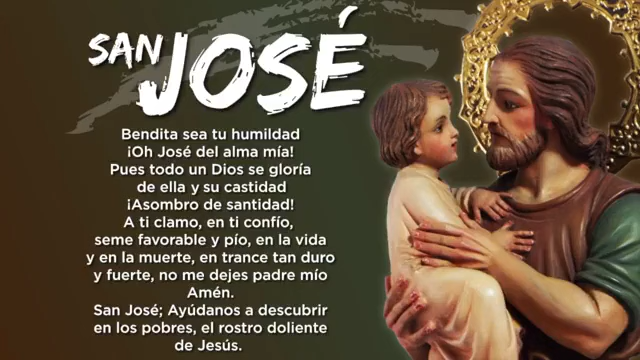 SAN JOSÉ
Bendita sea tu humildad
¡Oh José del alma mía!
Pues todo un Dios se gloría
de ella y su castidad
¡Asombro de santidad!
A ti clamo, en ti confío,
seme favorable y pío, en la vida
y en la muerte, en trance tan duro
y fuerte, no me dejes padre mío
Amén.
San José; Ayúdanos a descubrir
en los pobres, el rostro doliente
de Jesús.